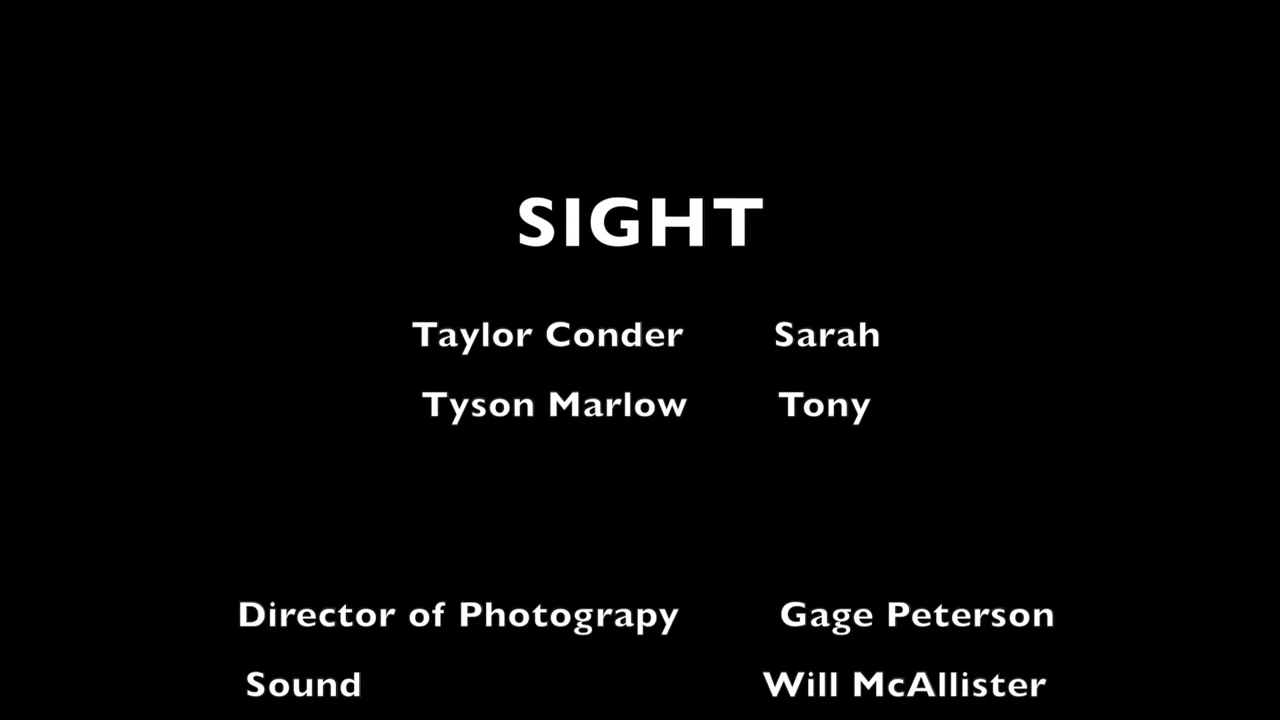 SIGHT
Taylor Conder Sarah
Tyson Marlow Tony
Director of Photograpy Gage Peterson
Sound Will McAllister